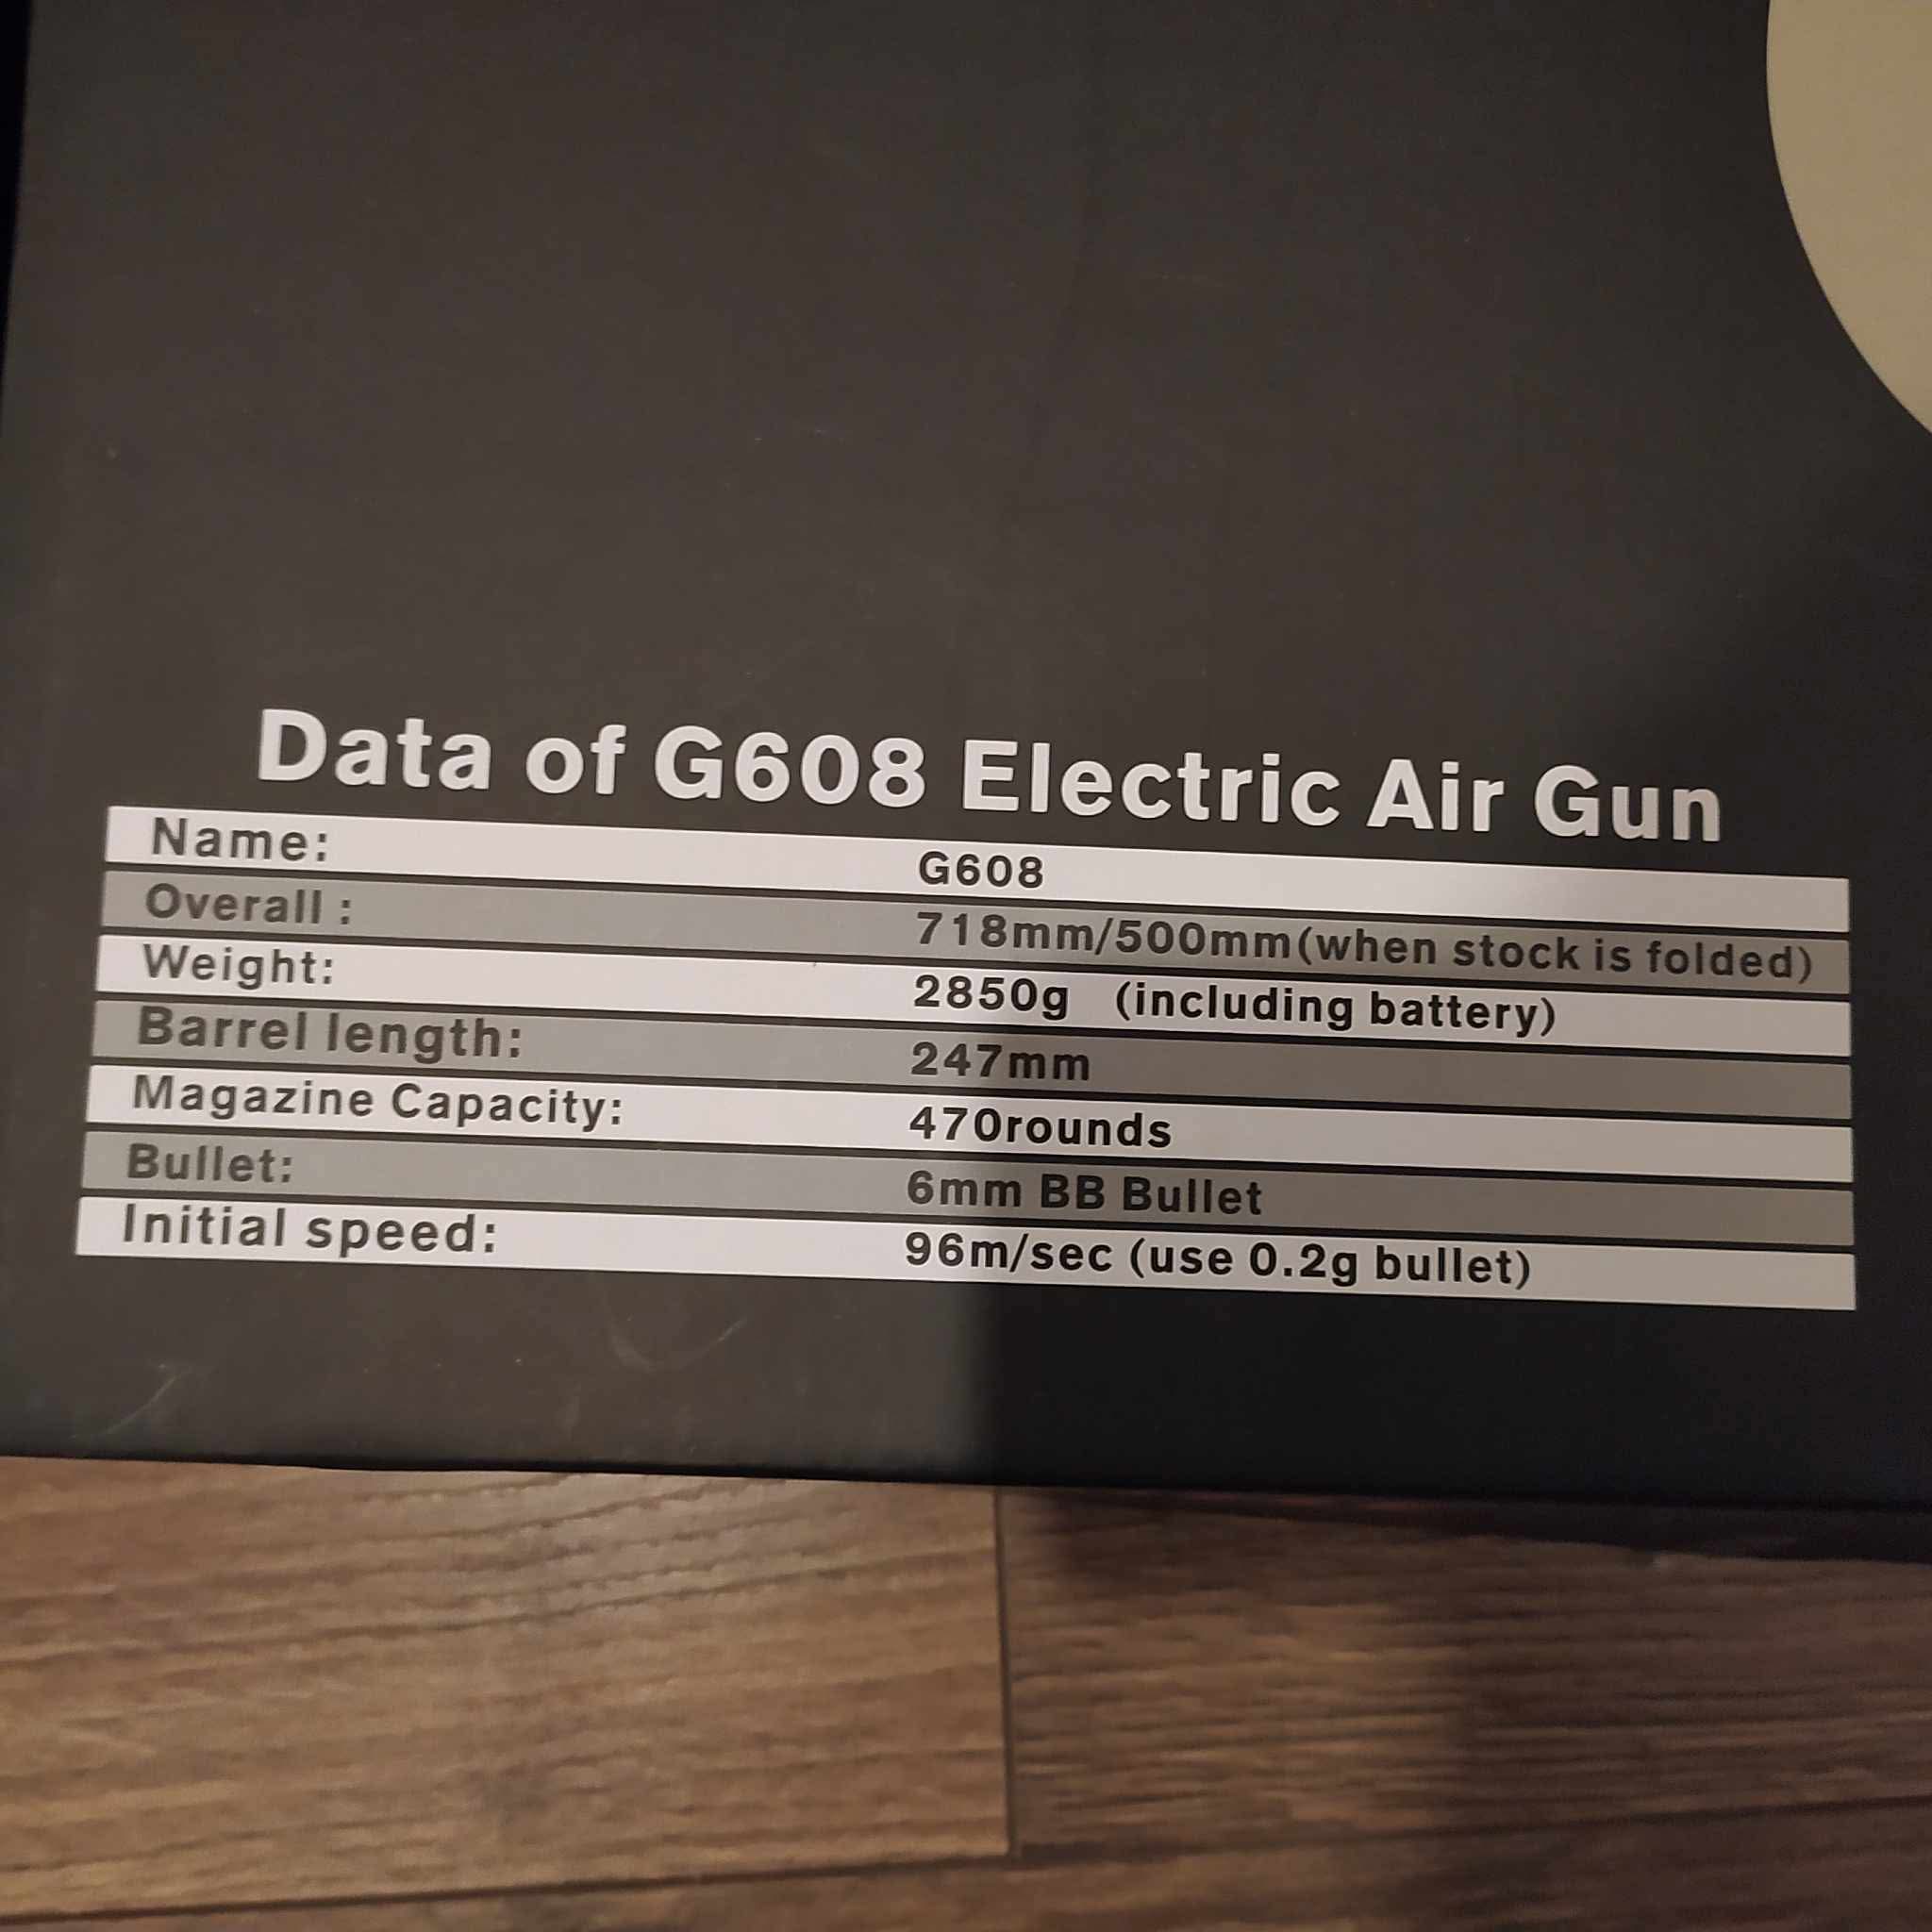 Data of G608 Electric Air Gun
Name: G608
Overall : 718mm/500mm(when stock is folded)
Weight: 2850g (including battery)
Barrel length: 247mm
Magazine Capacity: 470rounds
Bullet: 6mm BB Bullet
Initial speed: 96m/sec (use 0.2g bullet)